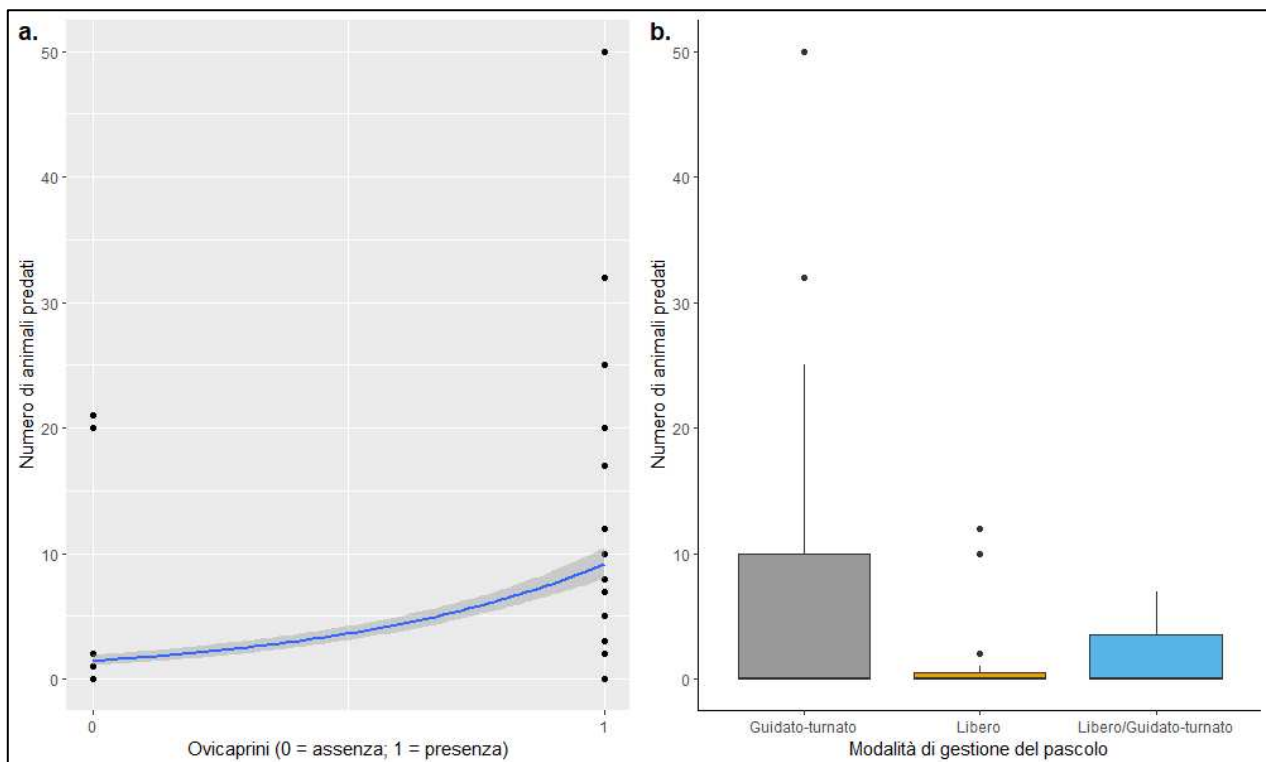 a.
50
40
30
20
10
0
Numero di animali predati
0
1
Ovicaprini (0 = assenza; 1 = presenza)
b.
50
40
30
20
10
0
Numero di animali predati
Guidato-turnato
Libero
Libero/Guidato-turnato
Modalità di gestione del pascolo